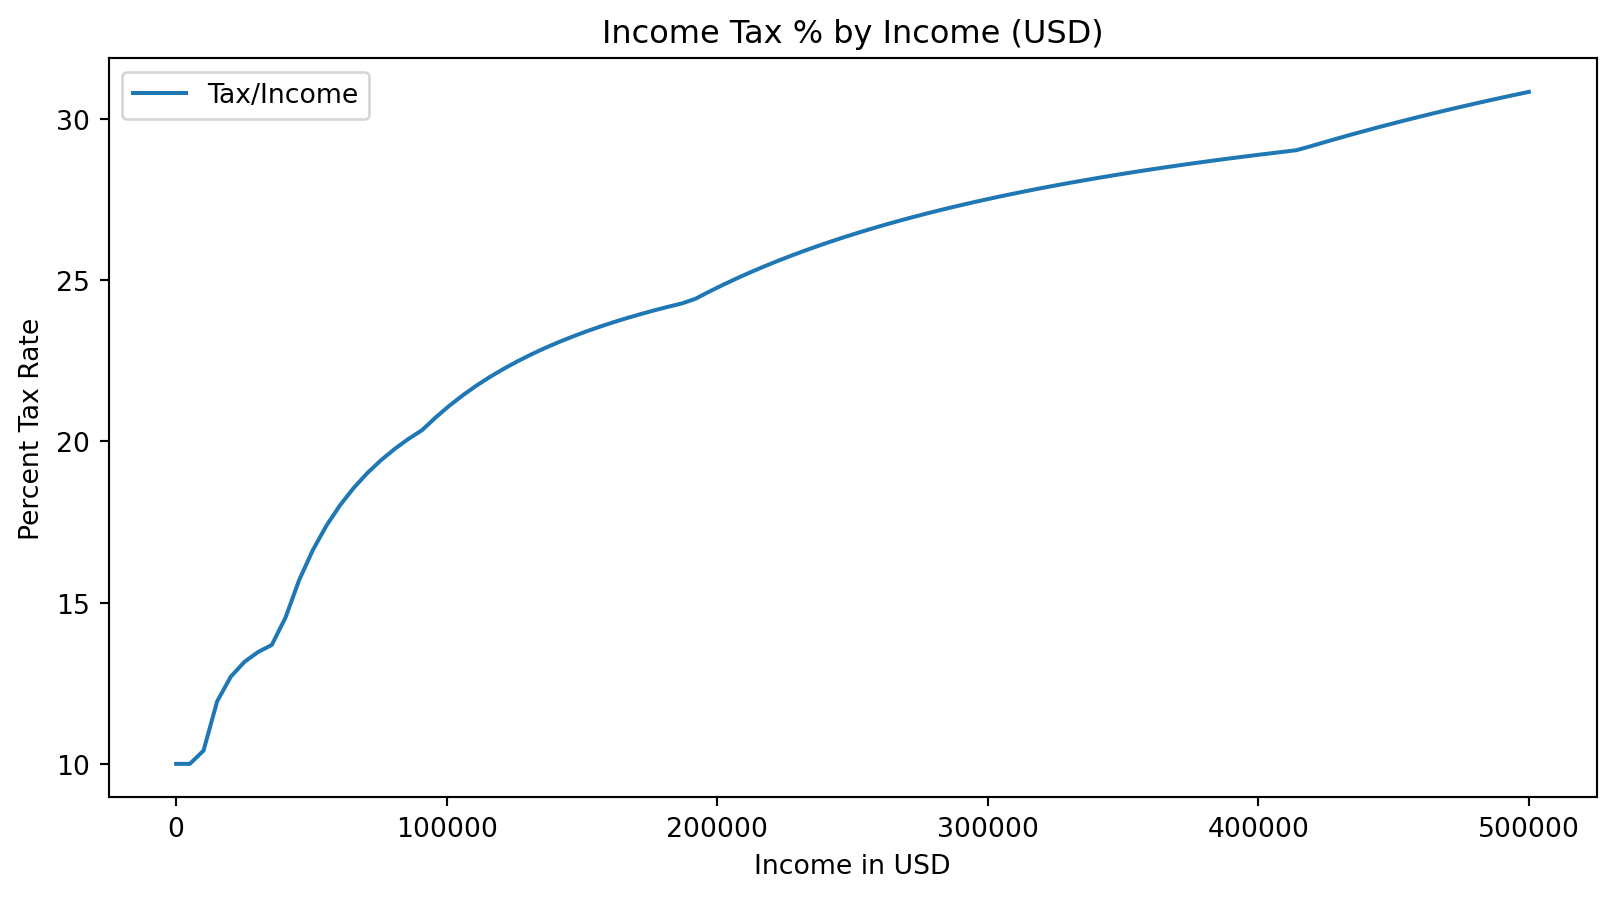 Income Tax % by Income (USD)
Tax/Income
Percent Tax Rate
30
25
20
15
10
0 100000 200000 300000 400000 500000
Income in USD